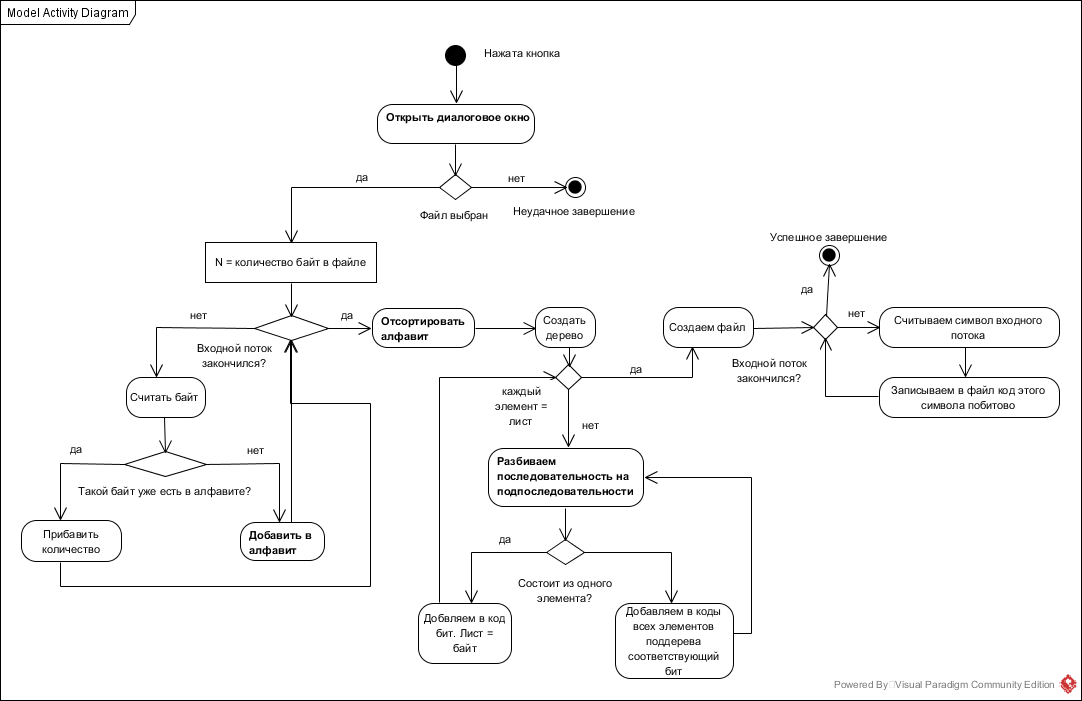 Model Activity Diagram
Нажата кнопка
Открыть диалоговое окно
да
нет
Файл выбран
Неудачное завершение
N = количество байт в файле
нет
да
Входной поток
закончился?
Отсортировать
алфавит
Создать
дерево
Считать байт
да
нет
Такой байт уже есть в алфавите?
Прибавить
количество
Добавить в
алфавит
каждый
элемент =
лист
да
нет
Разбиваем
последовательность на
подпоследовательности
да
Состоит из одного
элемента?
Добвляем в код
бит. Лист =
байт
Добавляем в коды
всех элементов
поддерева
соответствующий
бит
Создаем файл
Успешное завершение
да
нет
Входной поток
закончился?
Считываем символ входного
потока
Записываем в файл код этого
символа побитово
Powered By Visual Paradigm Community Edition